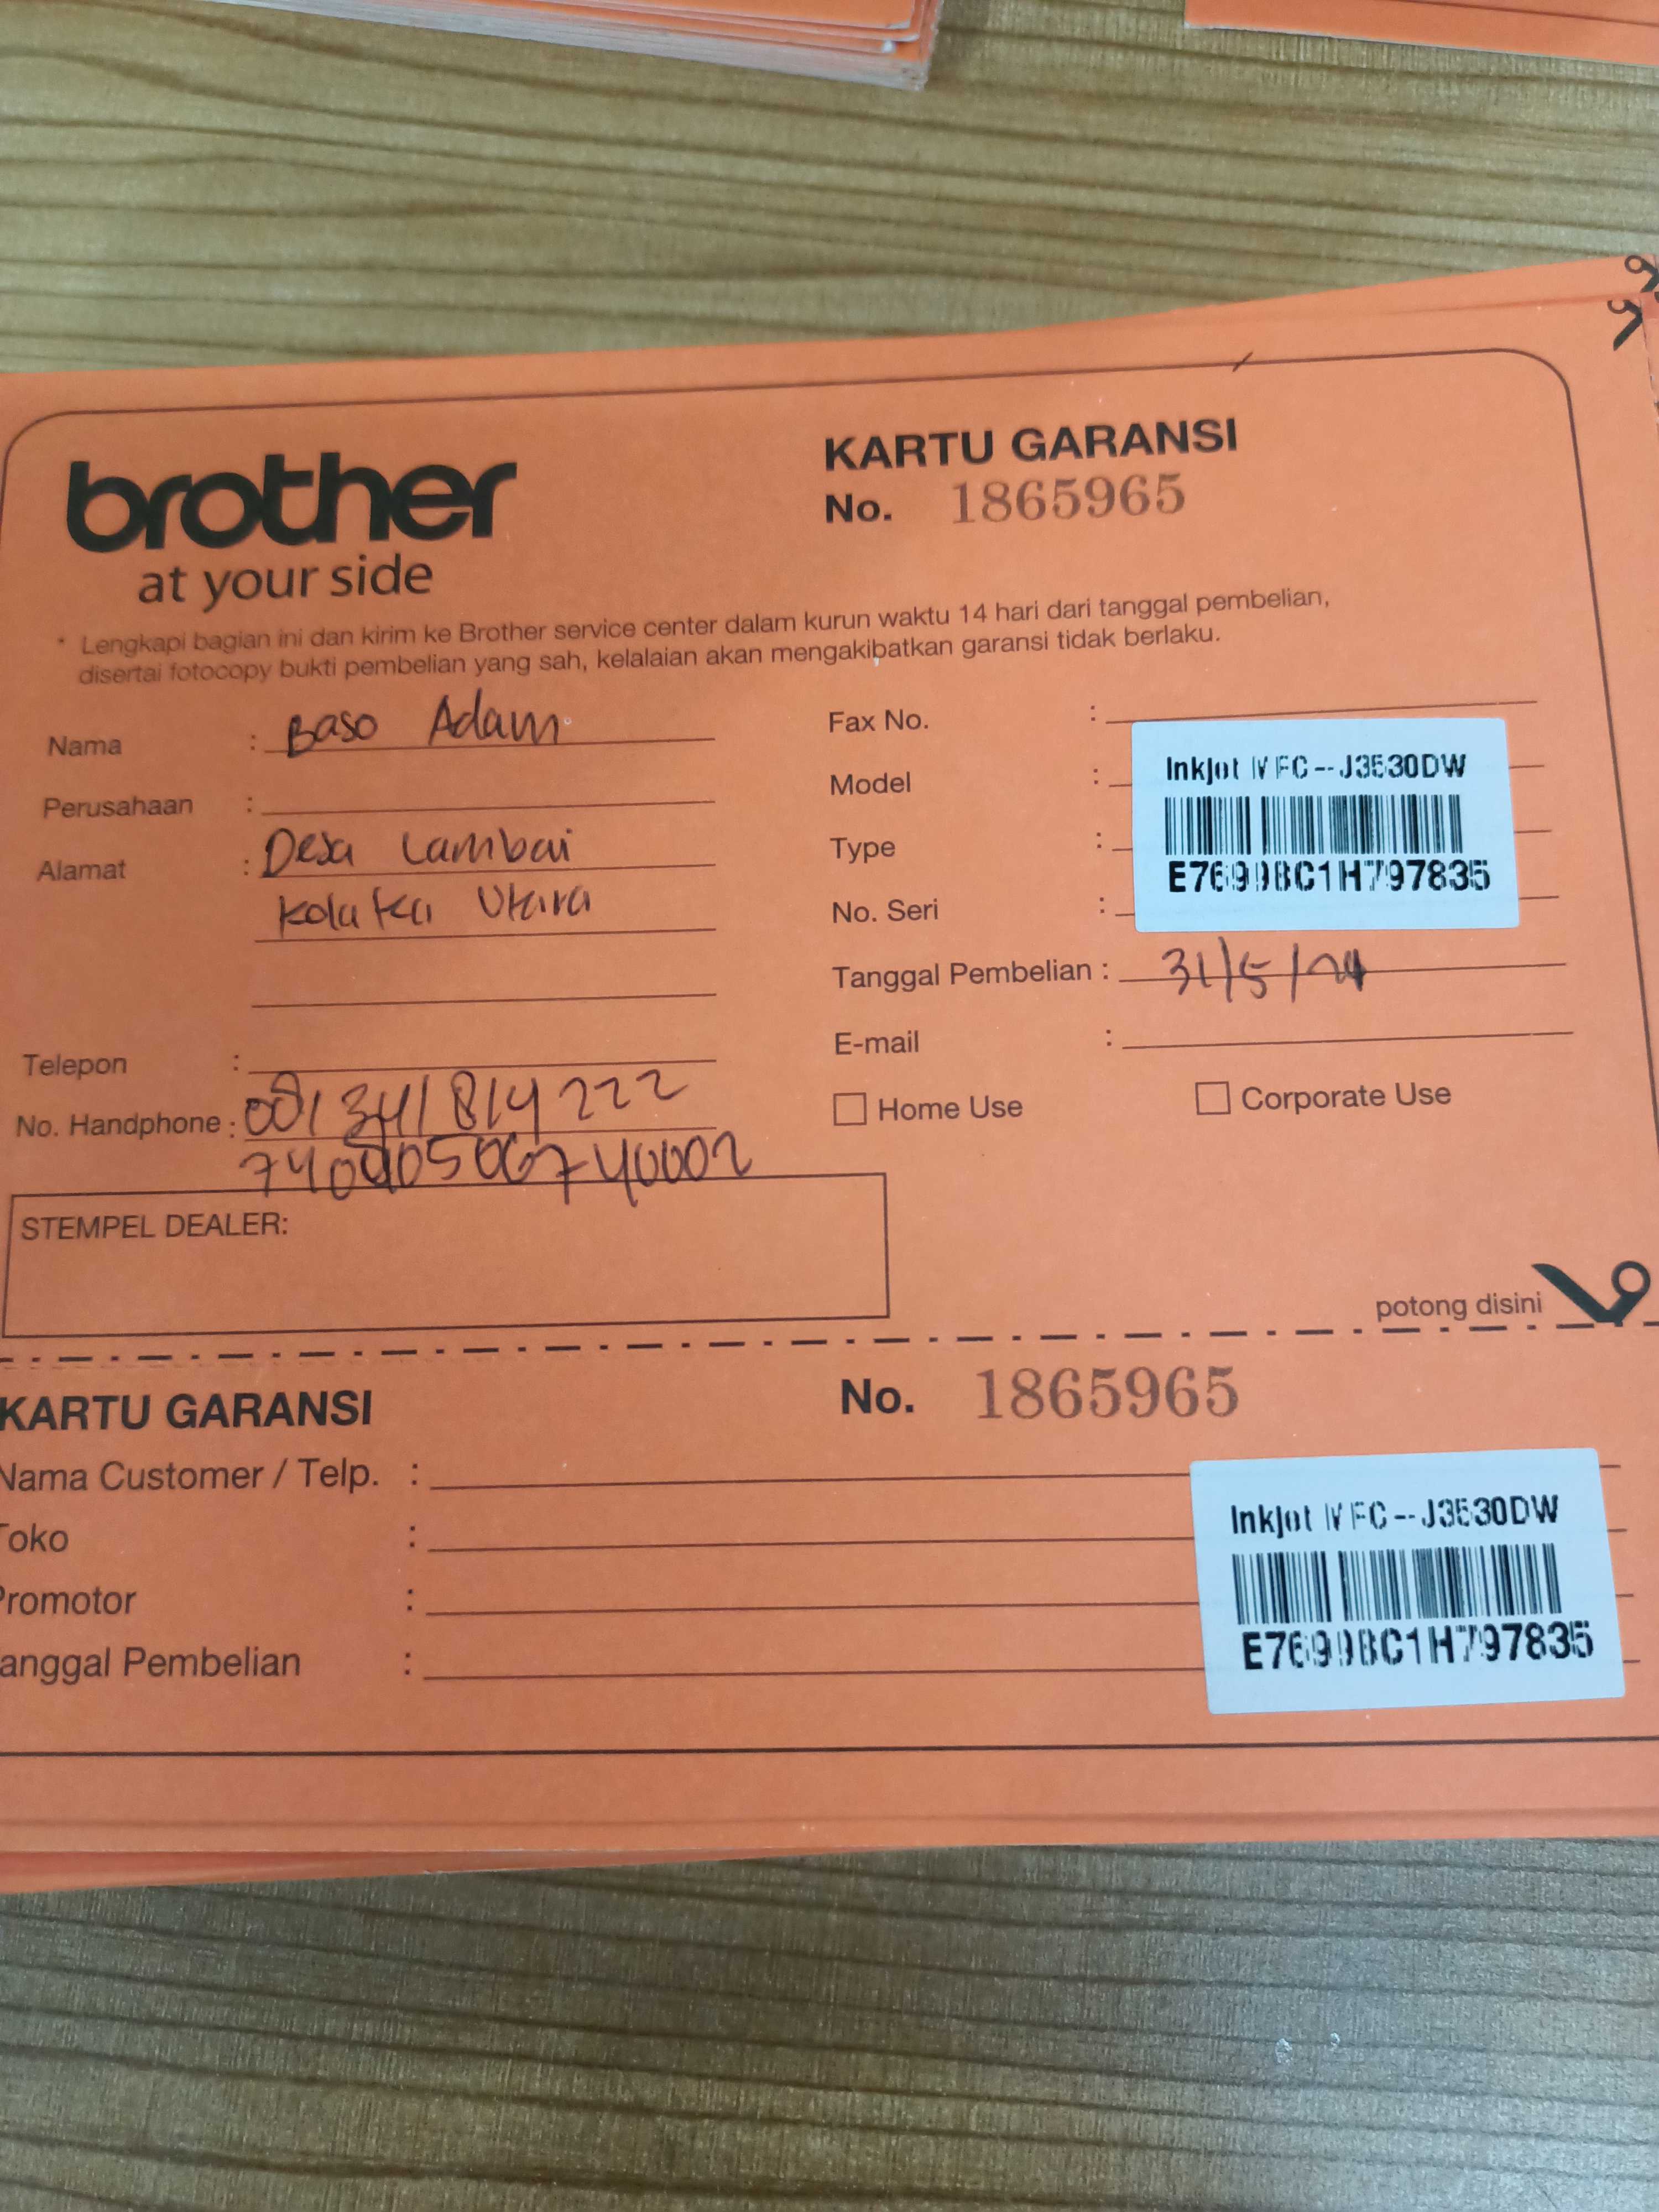 brother
at your side
KARTU GARANSI
No. 1865965
* Lengkapi bagian ini dan kirim ke Brother service center dalam kurun waktu 14 hari dari tanggal pembelian,
disertai fotocopy bukti pembelian yang sah, kelalaian akan mengakibatkan garansi tidak berlaku.
Nama : Baso Adam
Perusahaan :
Alamat : Desa Lambai
Kolaka Utara
Telepon :
No. Handphone :
Fax No. :
Model :
Type :
No. Seri :
Inkjet MFC-J3530DW
Tanggal Pembelian : 31/5/24
E-mail :
Home Use
Corporate Use
STEMPEL DEALER:
potong disini
KARTU GARANSI
No. 1865965
Nama Customer / Telp. :
Toko :
Promotor :
Tanggal Pembelian :
Inkjet MFC-J3530DW